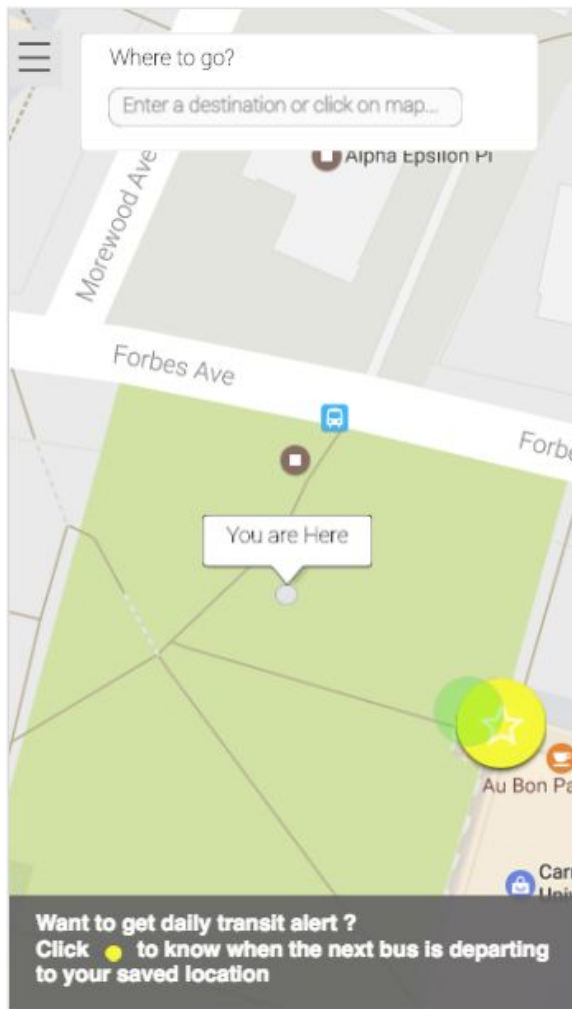 Where to go?
Enter a destination or click on map...
Alpha Epsilon Pi
Morewood Ave
Forbes Ave
Forbe
You are Here
Au Bon Pa
Carn
Univ
Want to get daily transit alert ?
Click to know when the next bus is departing
to your saved location